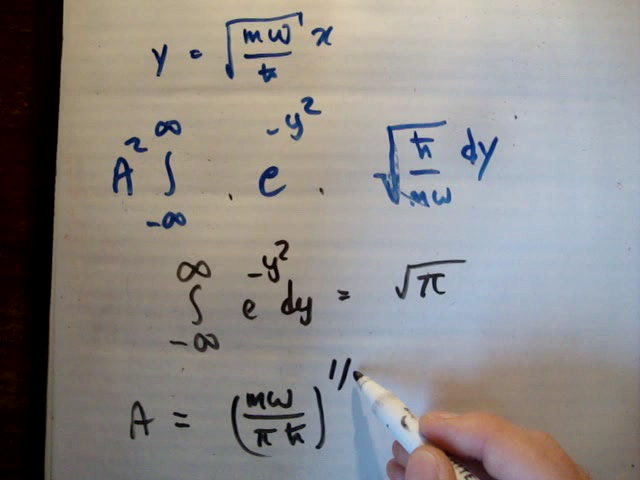 y = √(mω/ħ) x
A² ∫_{-∞}^{∞} . e^{-y²} . √(ħ/mω) dy
∫_{-∞}^{∞} e^{-y²} dy = √π
A = (mω/πħ)^{1/